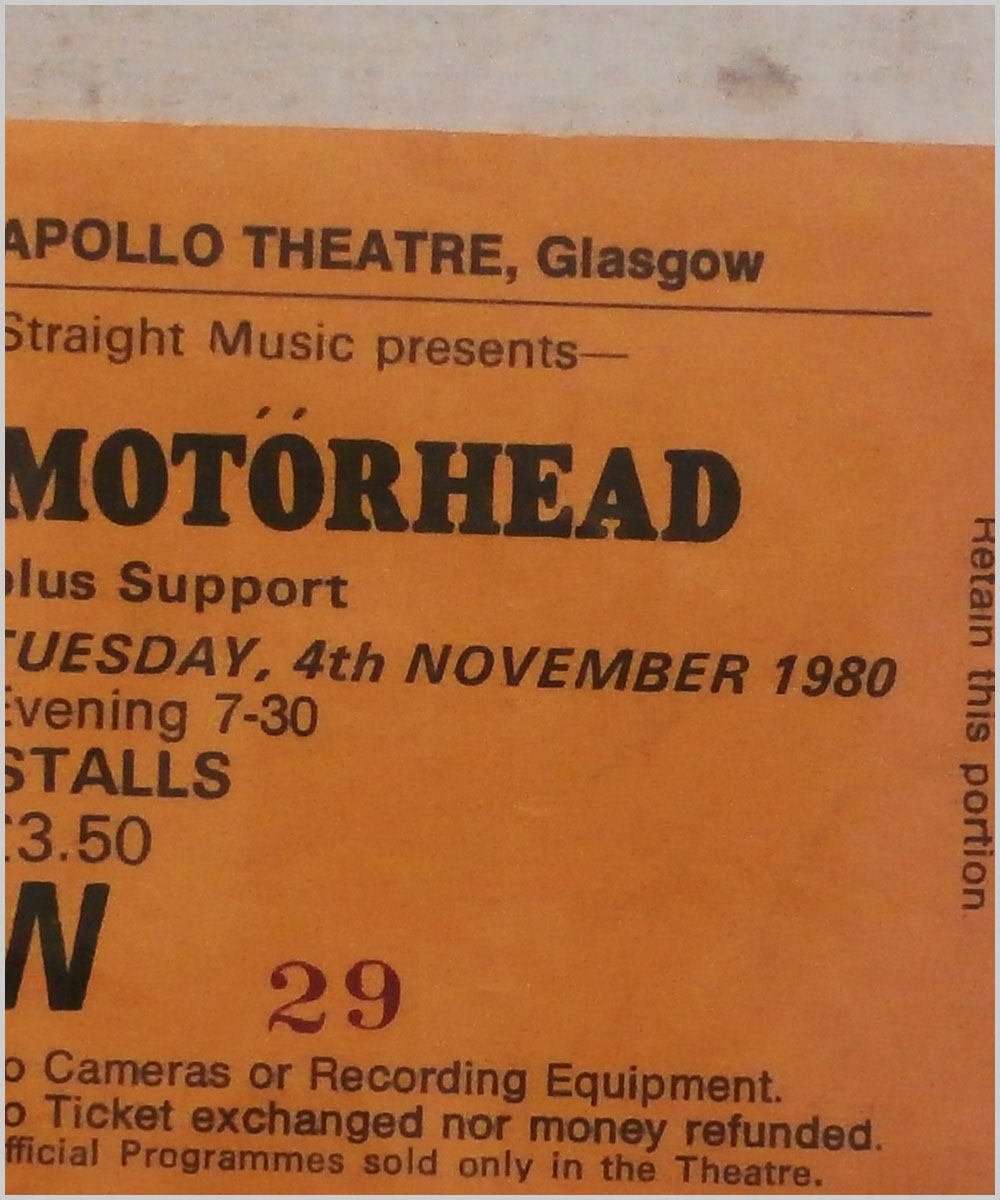 APOLLO THEATRE, Glasgow
Straight Music presents—
MOTÖRHEAD
plus Support
TUESDAY, 4th NOVEMBER 1980
Evening 7-30
STALLS
£3.50
W 29
o Cameras or Recording Equipment.
o Ticket exchanged nor money refunded.
fficial Programmes sold only in the Theatre.
Retain this portion